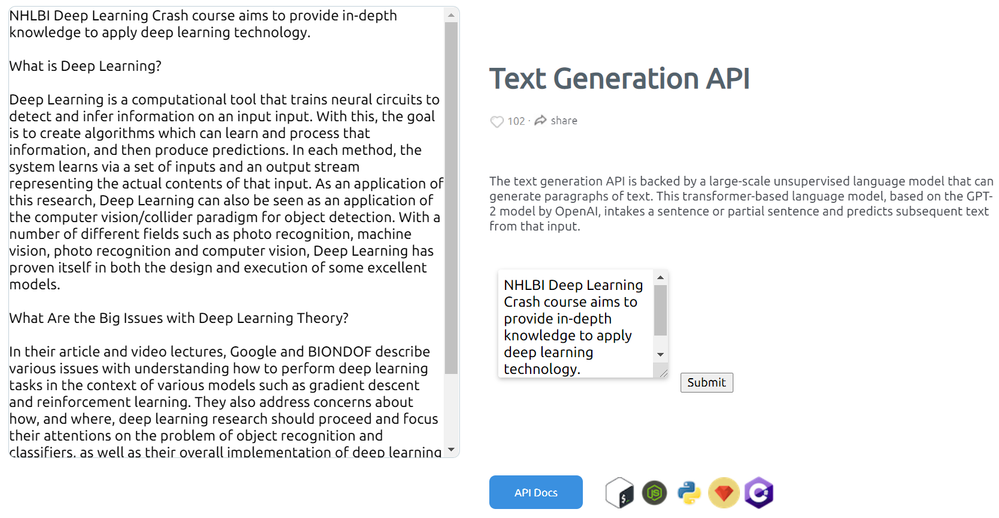 NHLBI Deep Learning Crash course aims to provide in-depth
knowledge to apply deep learning technology.
What is Deep Learning?
Deep Learning is a computational tool that trains neural circuits to
detect and infer information on an input input. With this, the goal
is to create algorithms which can learn and process that
information, and then produce predictions. In each method, the
system learns via a set of inputs and an output stream
representing the actual contents of that input. As an application of
this research, Deep Learning can also be seen as an application of
the computer vision/collider paradigm for object detection. With a
number of different fields such as photo recognition, machine
vision, photo recognition and computer vision, Deep Learning has
proven itself in both the design and execution of some excellent
models.
What Are the Big Issues with Deep Learning Theory?
In their article and video lectures, Google and BIONDOF describe
various issues with understanding how to perform deep learning
tasks in the context of various models such as gradient descent
and reinforcement learning. They also address concerns about
how, and where, deep learning research should proceed and focus
their attentions on the problem of object recognition and
classifiers, as well as their overall implementation of deep learning
Text Generation API
102 · share
The text generation API is backed by a large-scale unsupervised language model that can
generate paragraphs of text. This transformer-based language model, based on the GPT-
2 model by OpenAI, intakes a sentence or partial sentence and predicts subsequent text
from that input.
NHLBI Deep Learning
Crash course aims to
provide in-depth
knowledge to apply
deep learning
technology.
Submit
API Docs
$_
JS
C#